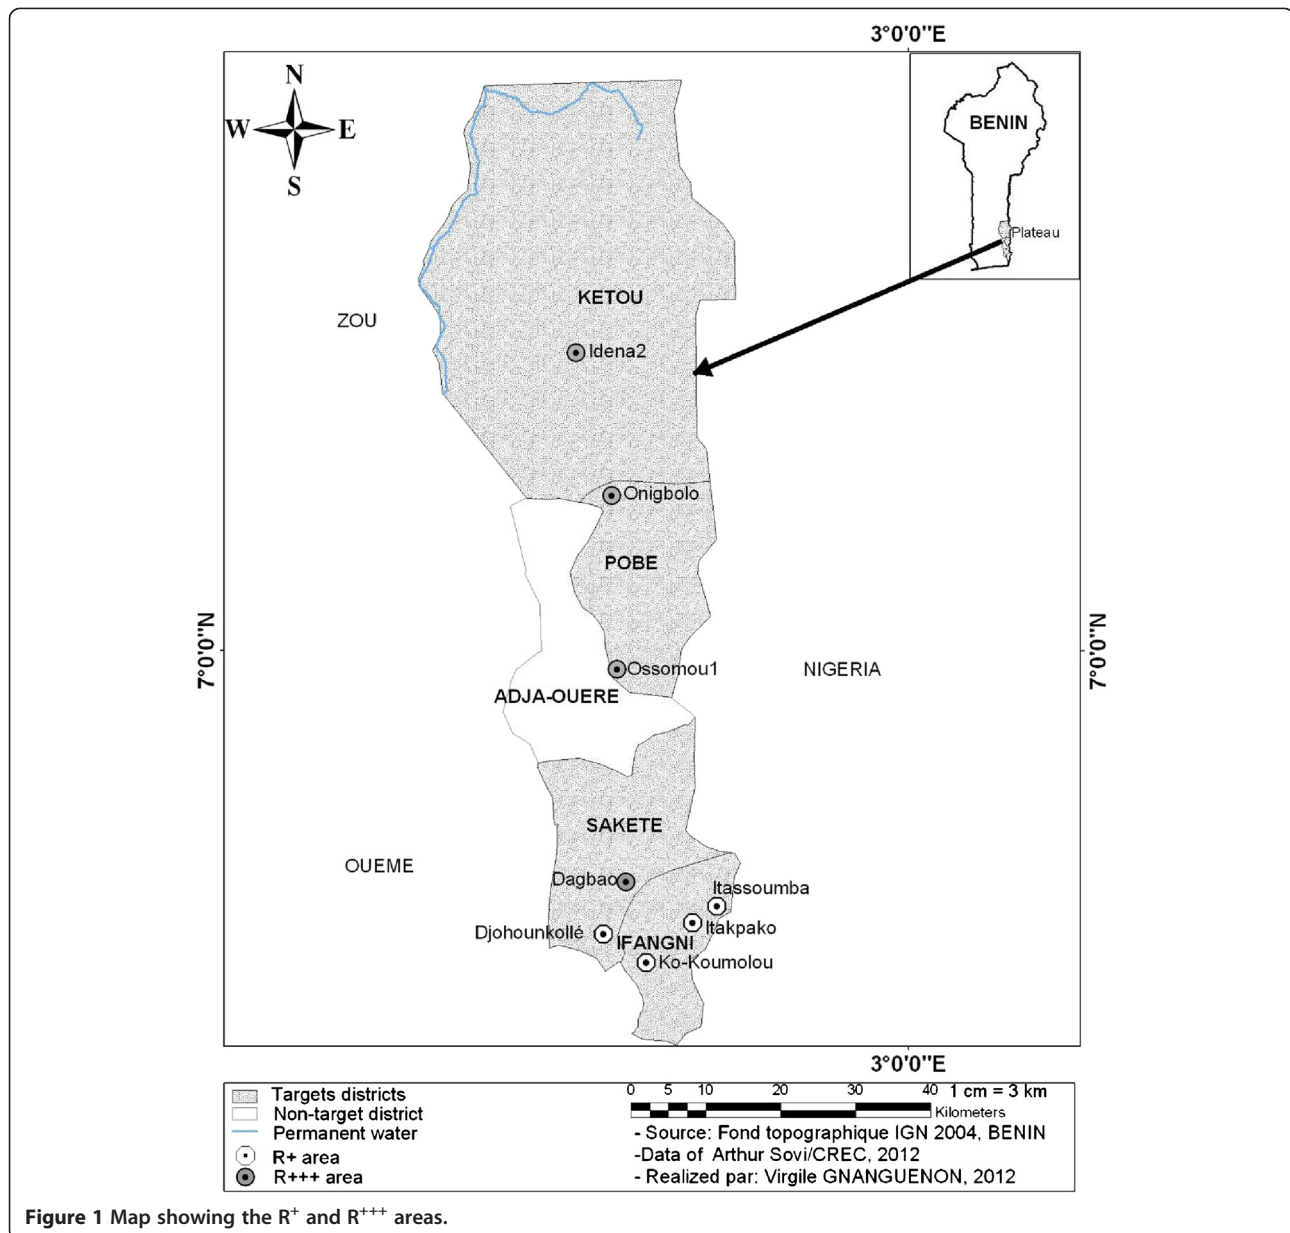 3°0'0"E
N
W E
S
BENIN
Plateau
KETOU
ZOU
Idena2
Onigbolo
POBE
7°0'0"N
7°0'0"N
Ossomou1
NIGERIA
ADJA-OUERE
SAKETE
OUEME
Dagbao
Itassoumba
Itakpako
Djohounkollé
IFANGNI
Ko-Koumolou
3°0'0"E
Targets districts
Non-target district
Permanent water
R+ area
R+++ area
0 5 10 20 30 40 1 cm = 3 km
Kilometers
- Source: Fond topographique IGN 2004, BENIN
-Data of Arthur Sovi/CREC, 2012
- Realized par: Virgile GNANGUENON, 2012
Figure 1 Map showing the R+ and R+++ areas.